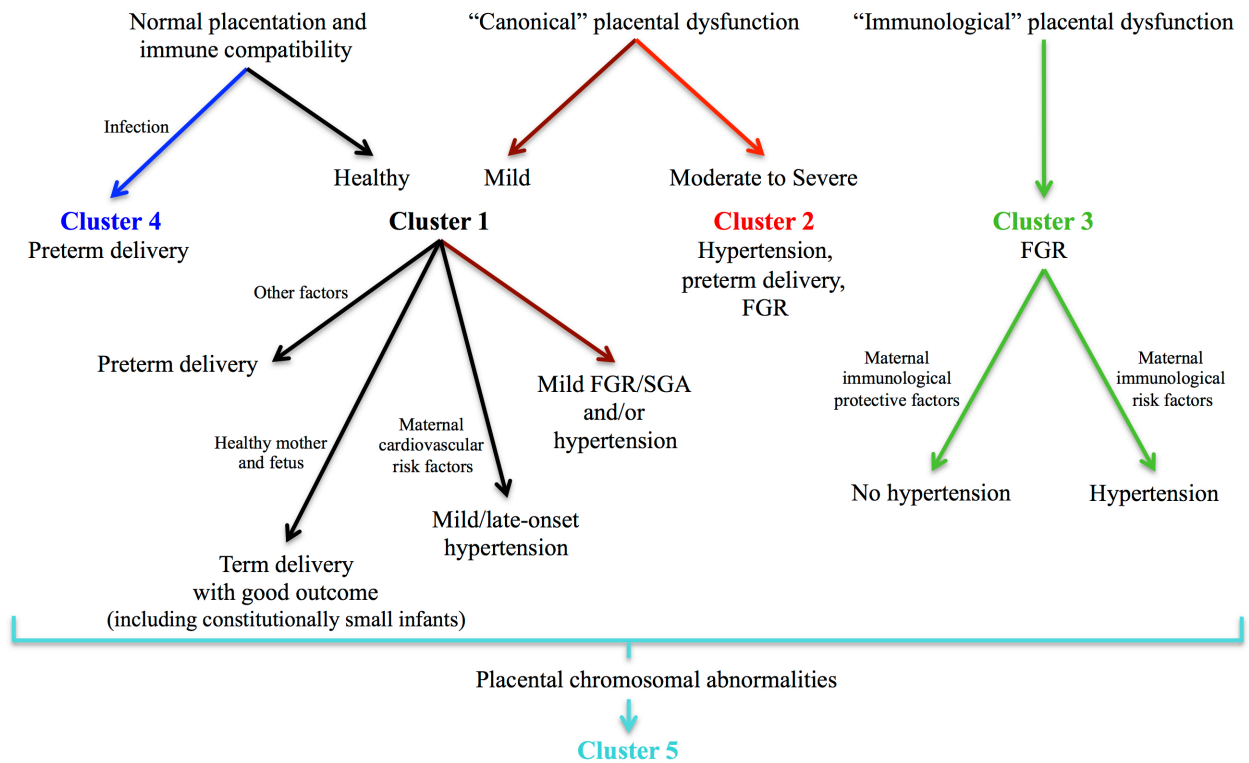 Normal placentation and
immune compatibility
“Canonical” placental dysfunction
“Immunological” placental dysfunction
Infection
Healthy
Mild
Moderate to Severe
Cluster 4
Preterm delivery
Cluster 1
Cluster 2
Hypertension,
preterm delivery,
FGR
Cluster 3
FGR
Other factors
Preterm delivery
Healthy mother
and fetus
Maternal
cardiovascular
risk factors
Mild FGR/SGA
and/or
hypertension
Maternal
immunological
protective factors
Maternal
immunological
risk factors
Term delivery
with good outcome
(including constitutionally small infants)
Mild/late-onset
hypertension
No hypertension
Hypertension
Placental chromosomal abnormalities
Cluster 5